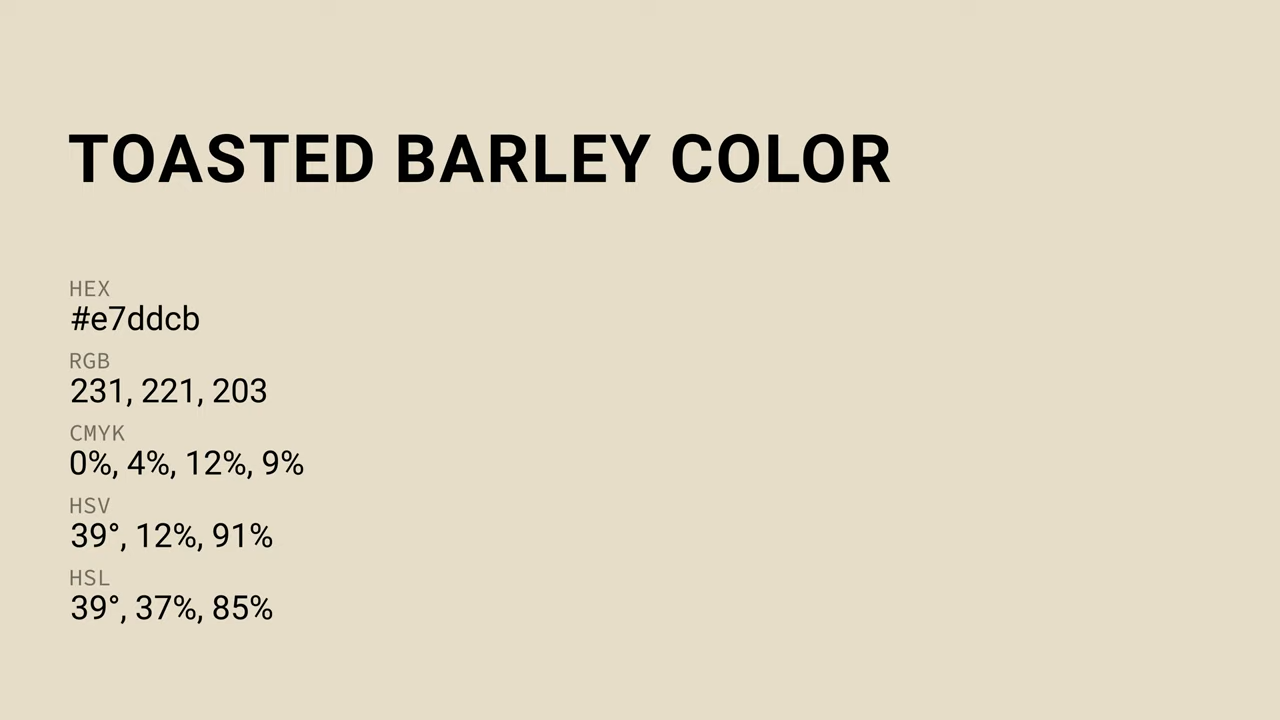 TOASTED BARLEY COLOR
HEX
#e7ddcb
RGB
231, 221, 203
CMYK
0%, 4%, 12%, 9%
HSV
39°, 12%, 91%
HSL
39°, 37%, 85%